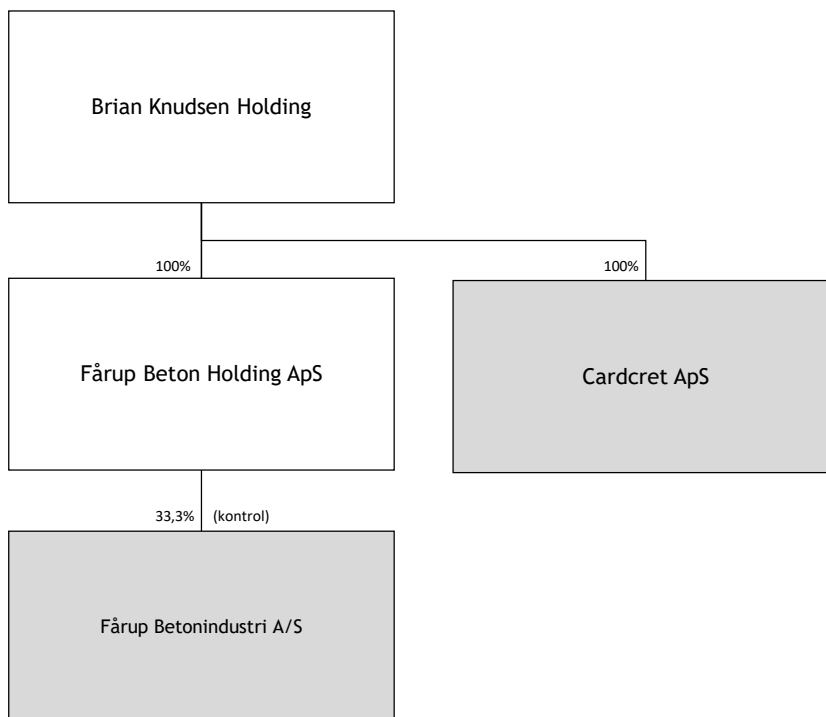 Brian Knudsen Holding
100%
100%
Fårup Beton Holding ApS
Cardcret ApS
33,3% (kontrol)
Fårup Betonindustri A/S